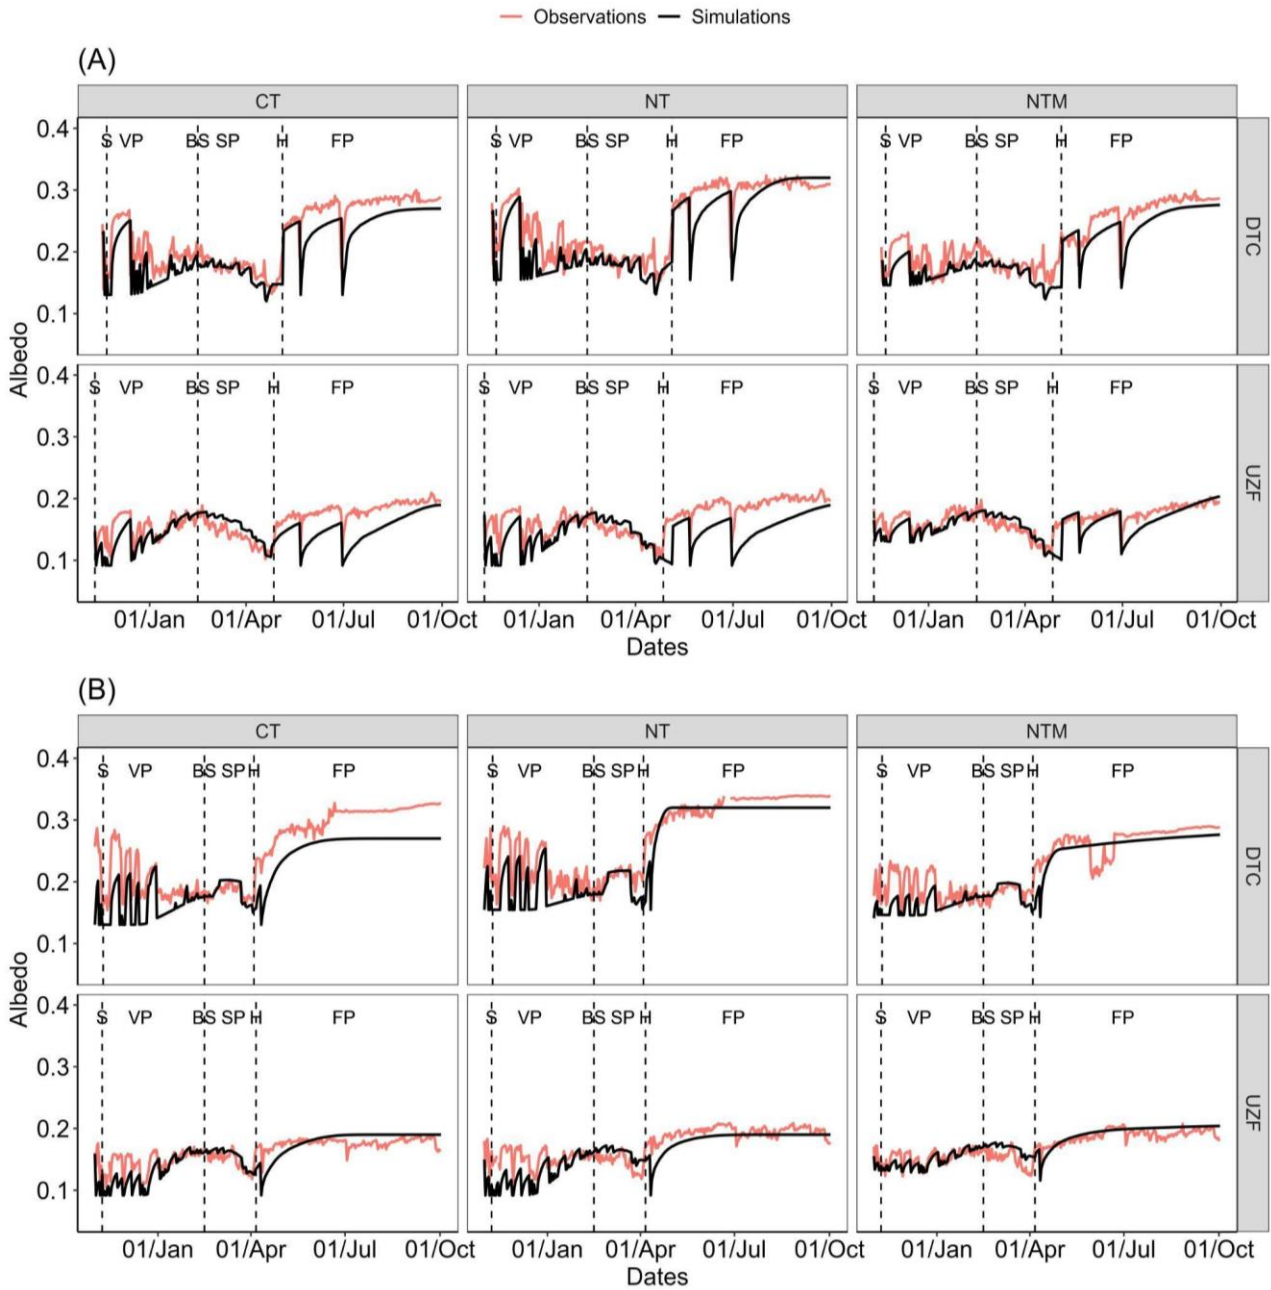 Observations Simulations
(A)
CT NT NTM
0.4 S VP BS SP H FP S VP BS SP H FP S VP BS SP H FP
0.3
0.2
0.1
DTC
Albedo
0.4 S VP BS SP H FP S VP BS SP H FP S VP BS SP H FP
0.3
0.2
0.1
UZF
01/Jan 01/Apr 01/Jul 01/Oct 01/Jan 01/Apr 01/Jul 01/Oct 01/Jan 01/Apr 01/Jul 01/Oct
Dates
(B)
CT NT NTM
0.4 S VP BS SP H FP S VP BS SP H FP S VP BS SP H FP
0.3
0.2
0.1
DTC
Albedo
0.4 S VP BS SP H FP S VP BS SP H FP S VP BS SP H FP
0.3
0.2
0.1
UZF
01/Jan 01/Apr 01/Jul 01/Oct 01/Jan 01/Apr 01/Jul 01/Oct 01/Jan 01/Apr 01/Jul 01/Oct
Dates